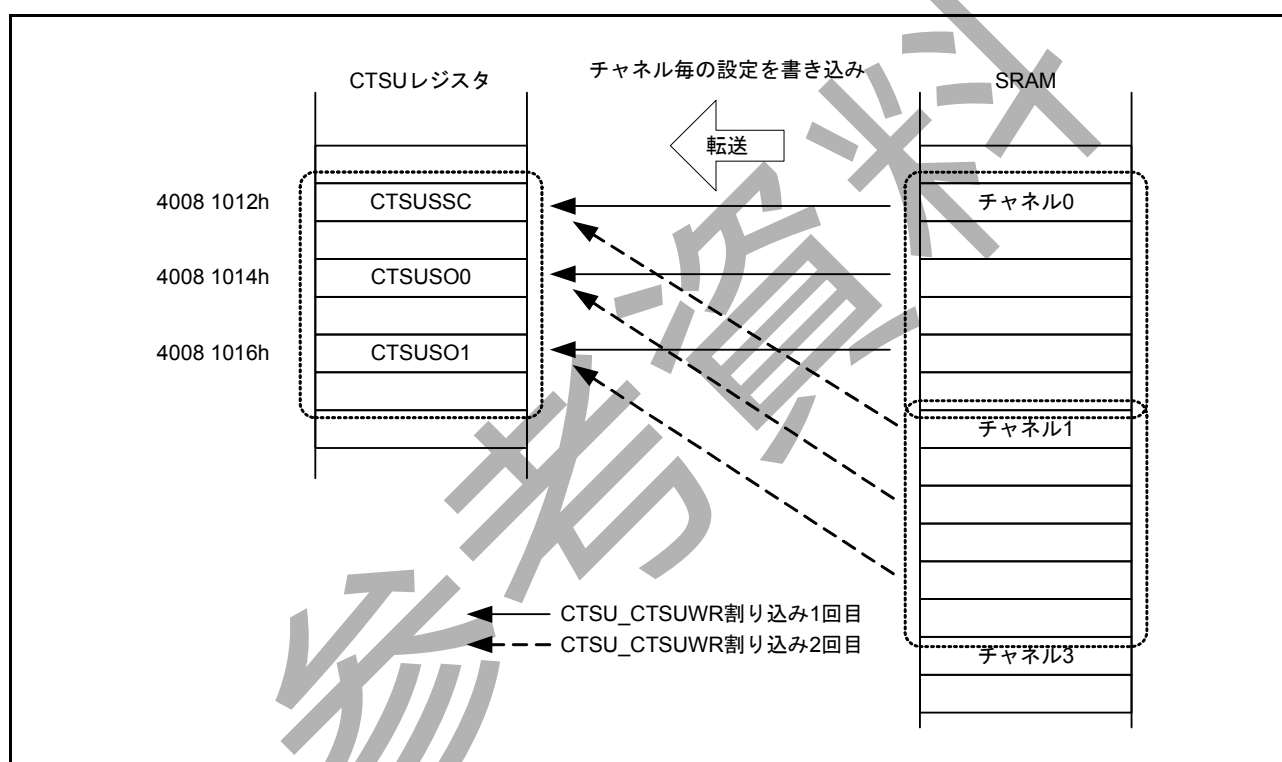 CTSUレジスタ
チャネル毎の設定を書き込み
SRAM
転送
4008 1012h
CTSUSSC
チャネル0
4008 1014h
CTSUSO0
4008 1016h
CTSUSO1
チャネル1
CTSU_CTSUWR割り込み1回目
CTSU_CTSUWR割り込み2回目
チャネル3
参考資料